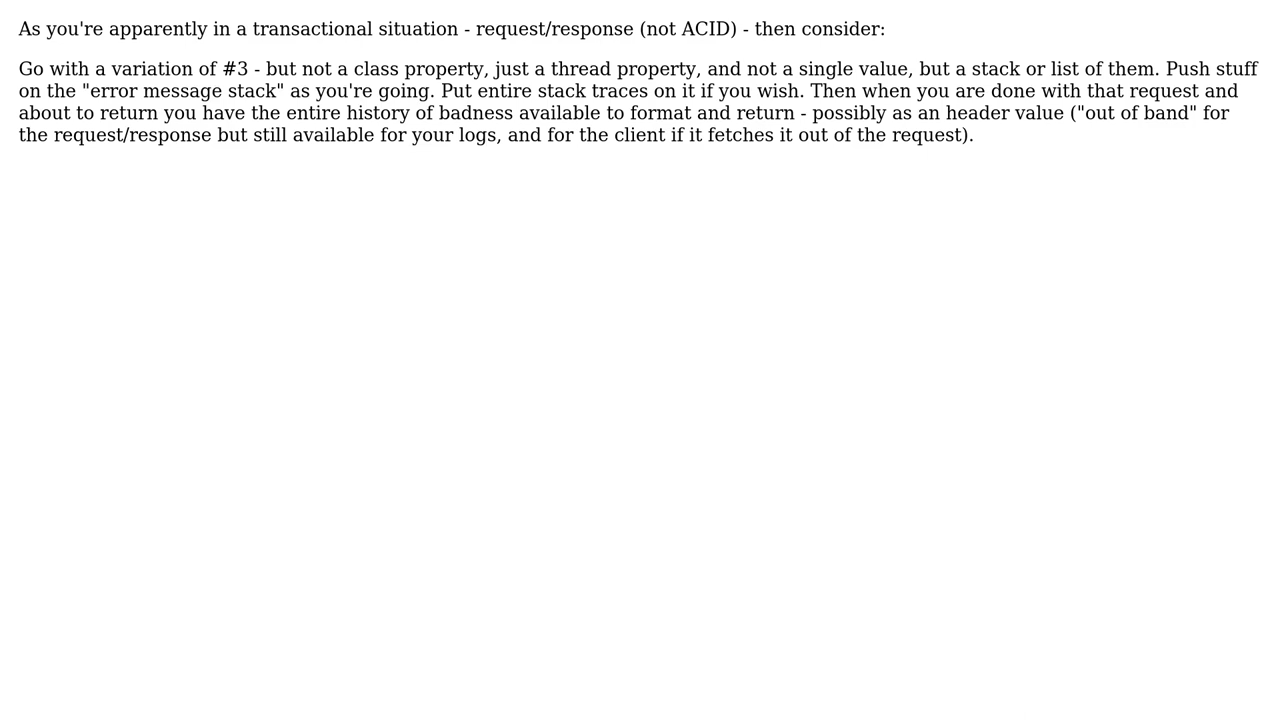 As you're apparently in a transactional situation - request/response (not ACID) - then consider:
Go with a variation of #3 - but not a class property, just a thread property, and not a single value, but a stack or list of them. Push stuff
on the "error message stack" as you're going. Put entire stack traces on it if you wish. Then when you are done with that request and
about to return you have the entire history of badness available to format and return - possibly as an header value ("out of band" for
the request/response but still available for your logs, and for the client if it fetches it out of the request).